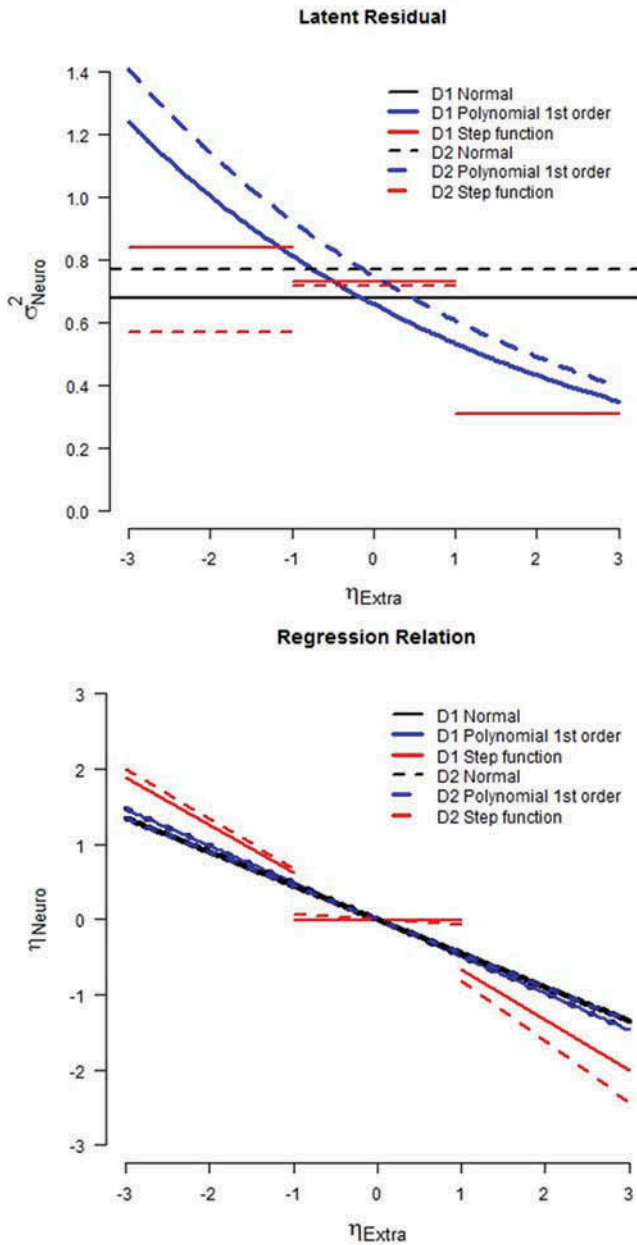 Latent Residual
1.4
1.2
1.0
0.8
0.6
0.4
0.2
0.0
σ²Neuro
D1 Normal
D1 Polynomial 1st order
D1 Step function
D2 Normal
D2 Polynomial 1st order
D2 Step function
-3 -2 -1 0 1 2 3
ηExtra
Regression Relation
3
2
1
0
-1
-2
-3
ηNeuro
D1 Normal
D1 Polynomial 1st order
D1 Step function
D2 Normal
D2 Polynomial 1st order
D2 Step function
-3 -2 -1 0 1 2 3
ηExtra